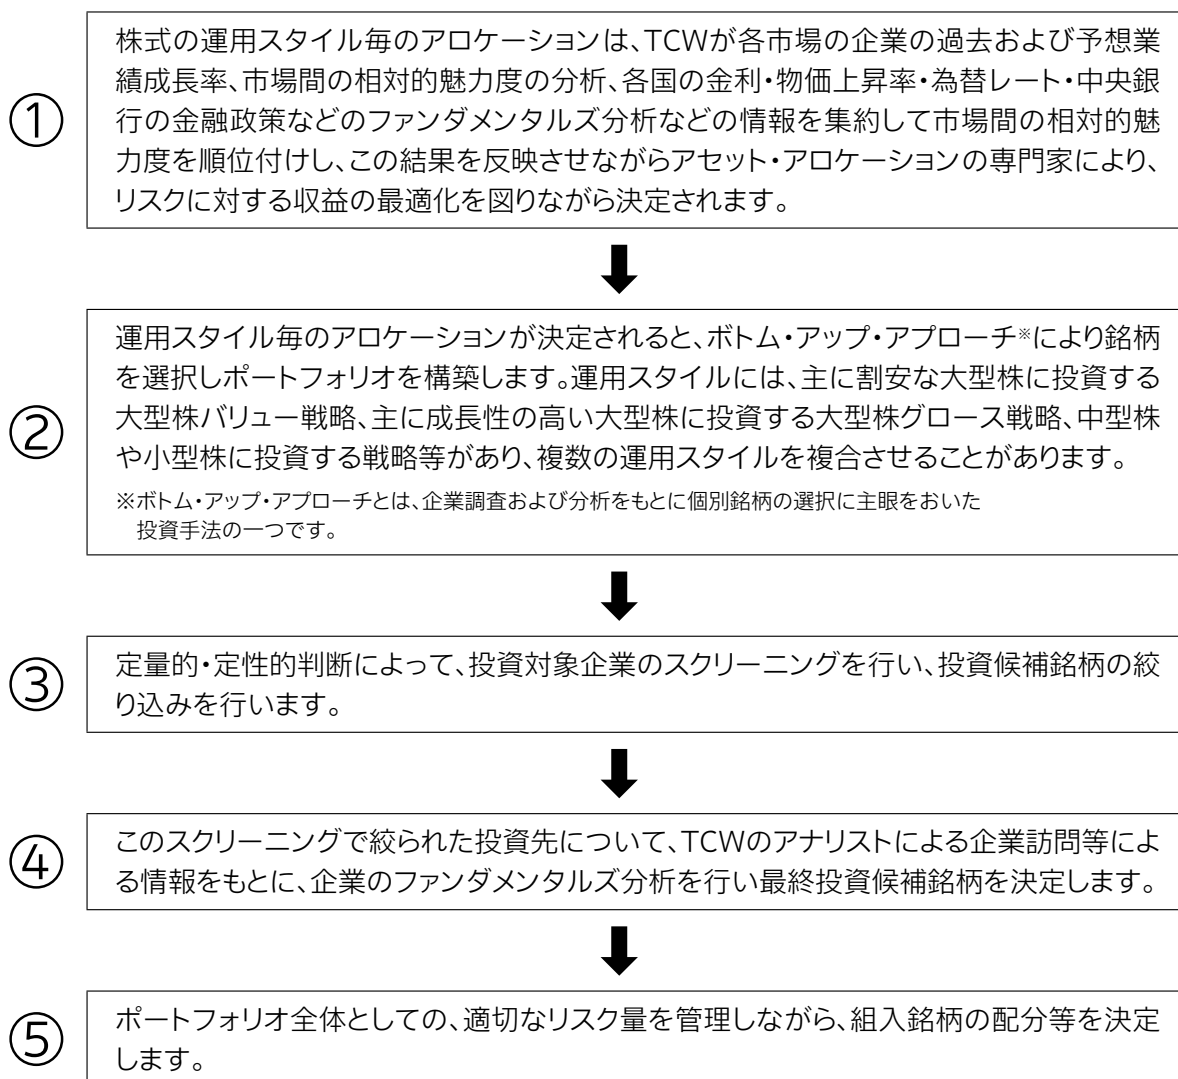 ①
株式の運用スタイル毎のアロケーションは、TCWが各市場の企業の過去および予想業
績成長率、市場間の相対的魅力度の分析、各国の金利・物価上昇率・為替レート・中央銀
行の金融政策などのファンダメンタルズ分析などの情報を集約して市場間の相対的魅
力度を順位付けし、この結果を反映させながらアセット・アロケーションの専門家により、
リスクに対する収益の最適化を図りながら決定されます。
②
運用スタイル毎のアロケーションが決定されると、ボトム・アップ・アプローチ※により銘柄
を選択しポートフォリオを構築します。運用スタイルには、主に割安な大型株に投資する
大型株バリュー戦略、主に成長性の高い大型株に投資する大型株グロース戦略、中型株
や小型株に投資する戦略等があり、複数の運用スタイルを複合させることがあります。
※ボトム・アップ・アプローチとは、企業調査および分析をもとに個別銘柄の選択に主眼をおいた
投資手法の一つです。
③
定量的・定性的判断によって、投資対象企業のスクリーニングを行い、投資候補銘柄の絞
り込みを行います。
④
このスクリーニングで絞られた投資先について、TCWのアナリストによる企業訪問等によ
る情報をもとに、企業のファンダメンタルズ分析を行い最終投資候補銘柄を決定します。
⑤
ポートフォリオ全体としての、適切なリスク量を管理しながら、組入銘柄の配分等を決定
します。